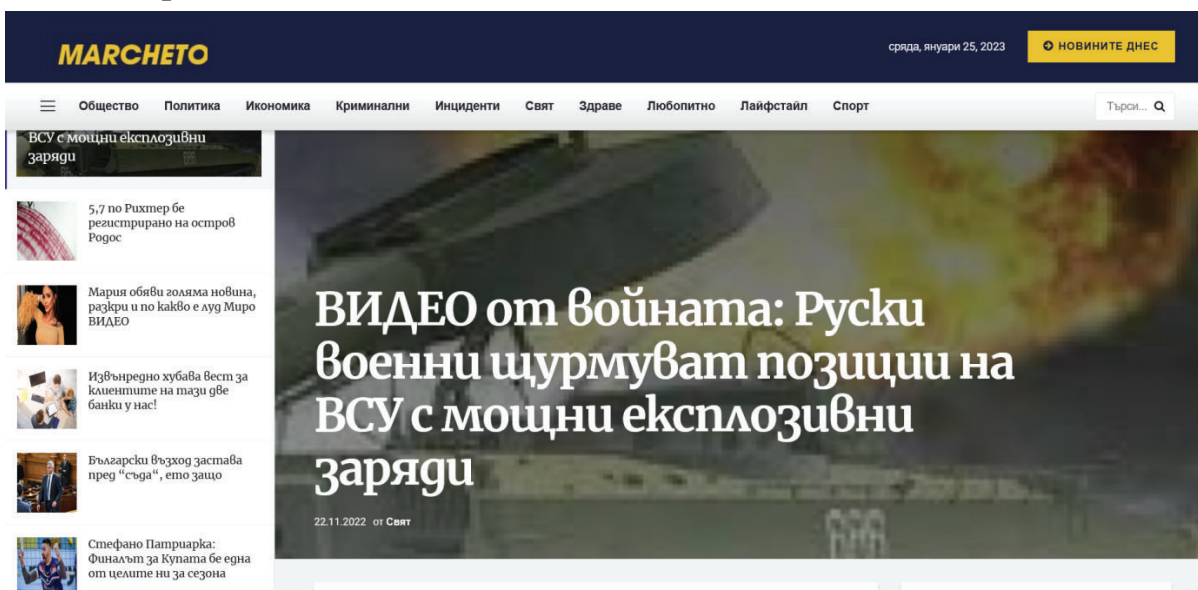 MARCHETO
сряда, януари 25, 2023
НОВИНИТЕ ДНЕС
Общество Политика Икономика Криминални Инциденти Свят Здраве Любопитно Лайфстайл Спорт
Търси...
ВСУ с мощни експлозивни
заряди
5,7 по Рихтер бе
регистрирано на остров
Родос
Мария обяви голяма новина,
разкри и по какво е луд Миро
ВИДЕО
Извънредно хубава вест за
клиентите на тази две
банки у нас!
Български възход застава
пред “съда“, ето защо
Стефано Патриарка:
Финалът за Купата бе една
от целите ни за сезона
ВИДЕО от войната: Руски
военни щурмуват позиции на
ВСУ с мощни експлозивни
заряди
22.11.2022 от Свят